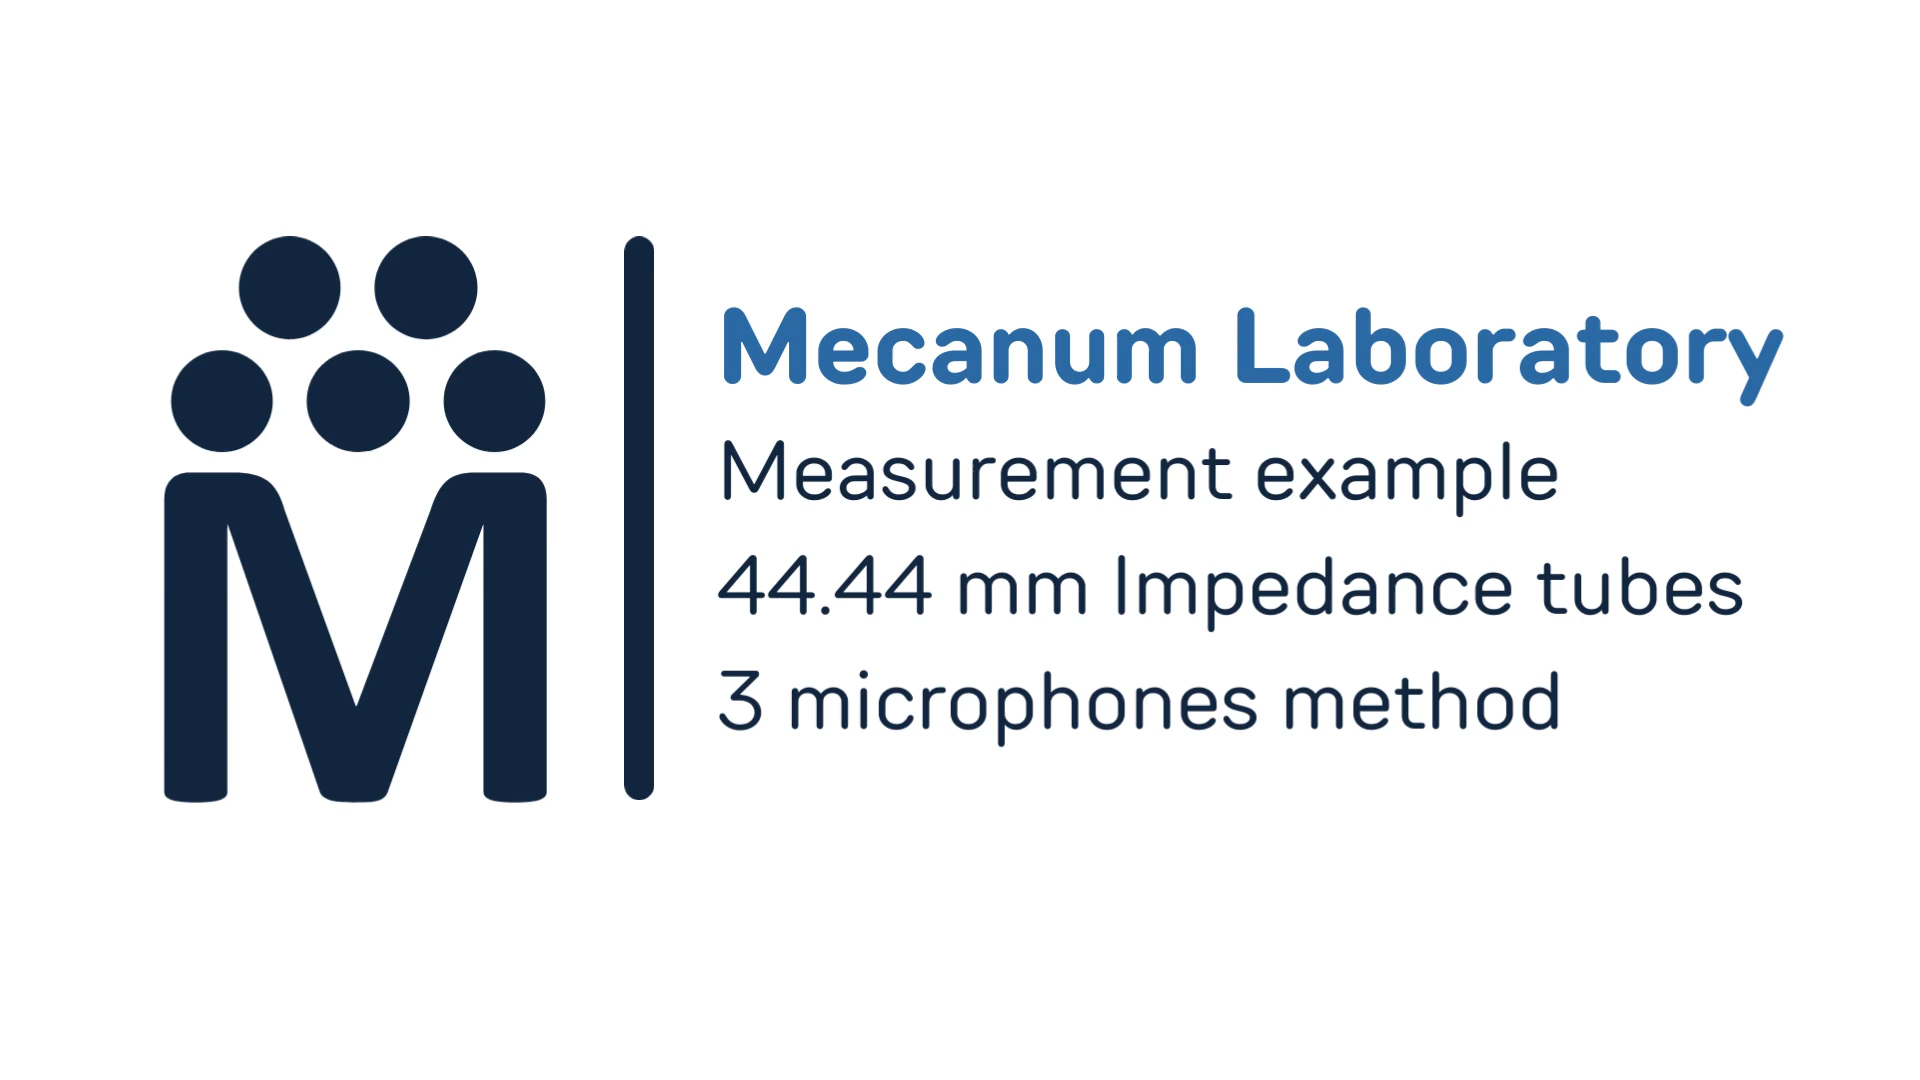 M
Mecanum Laboratory
Measurement example
44.44 mm Impedance tubes
3 microphones method